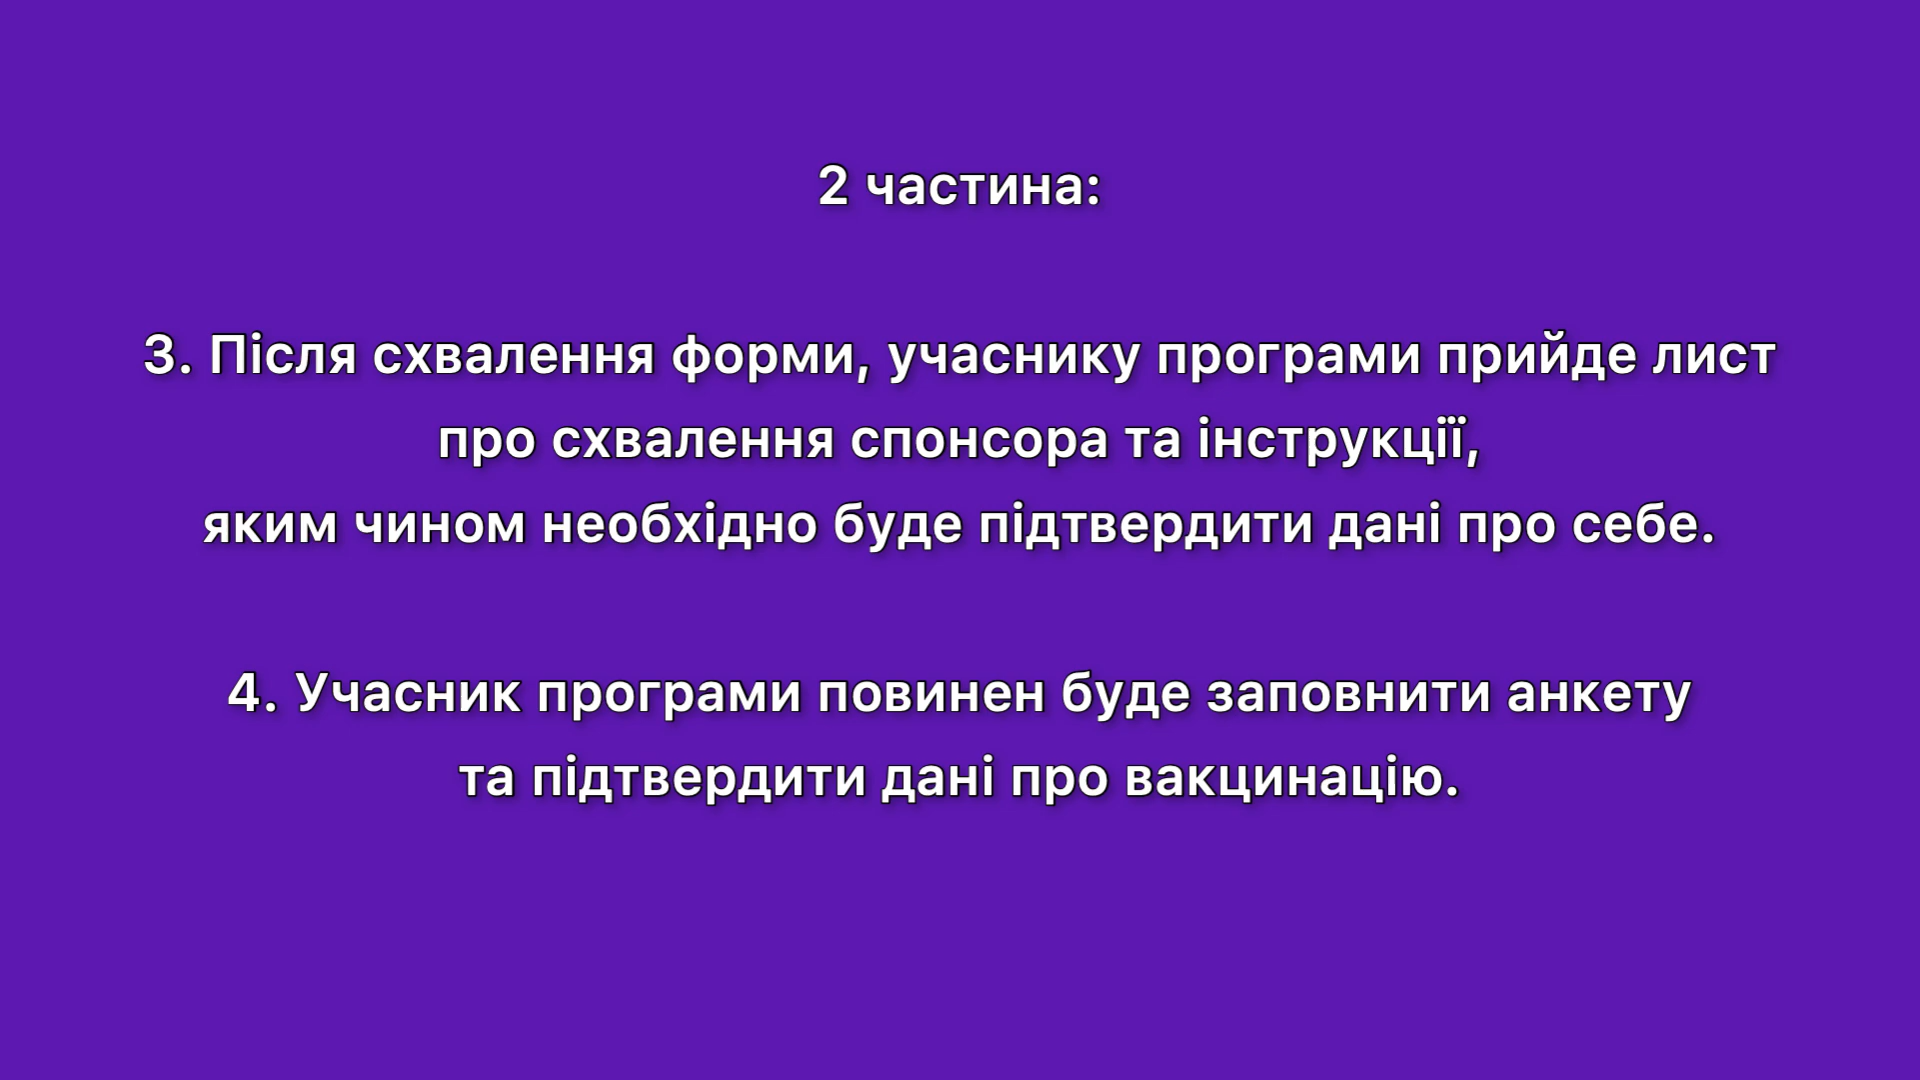 2 частина:
3. Після схвалення форми, учаснику програми прийде лист
про схвалення спонсора та інструкції,
яким чином необхідно буде підтвердити дані про себе.
4. Учасник програми повинен буде заповнити анкету
та підтвердити дані про вакцинацію.